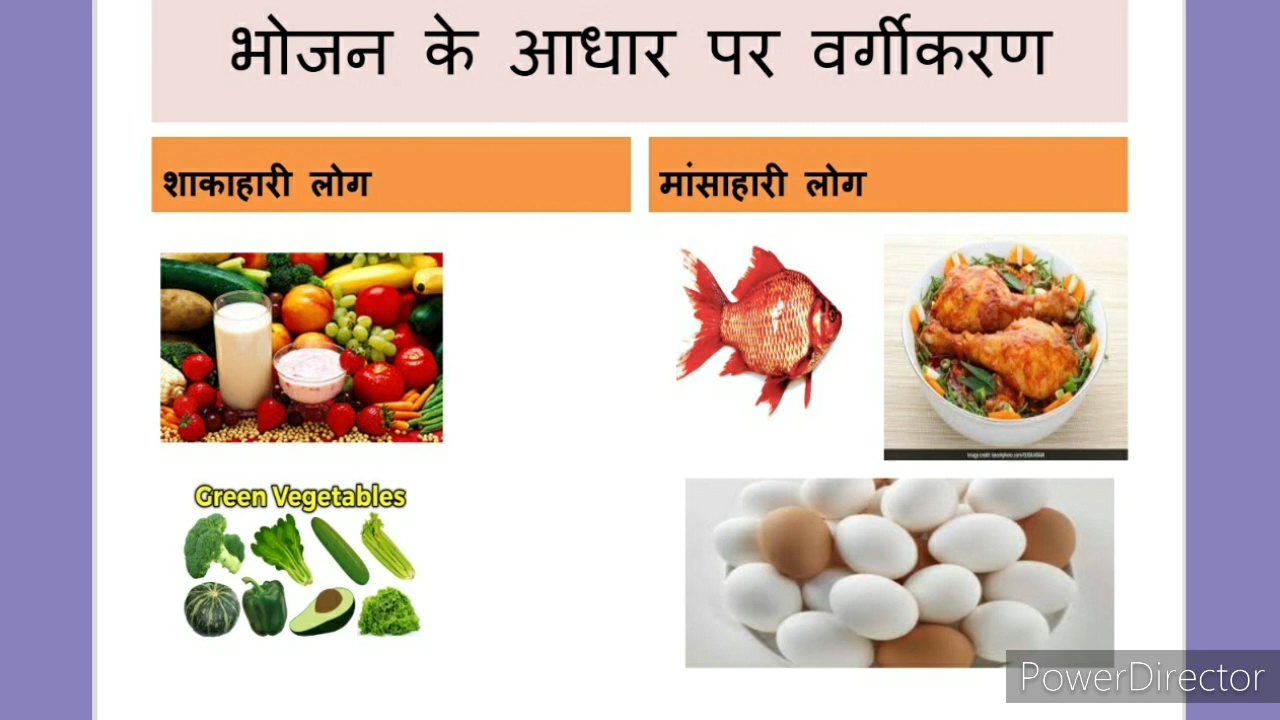 भोजन के आधार पर वर्गीकरण
शाकाहारी लोग
मांसाहारी लोग
Green Vegetables
PowerDirector